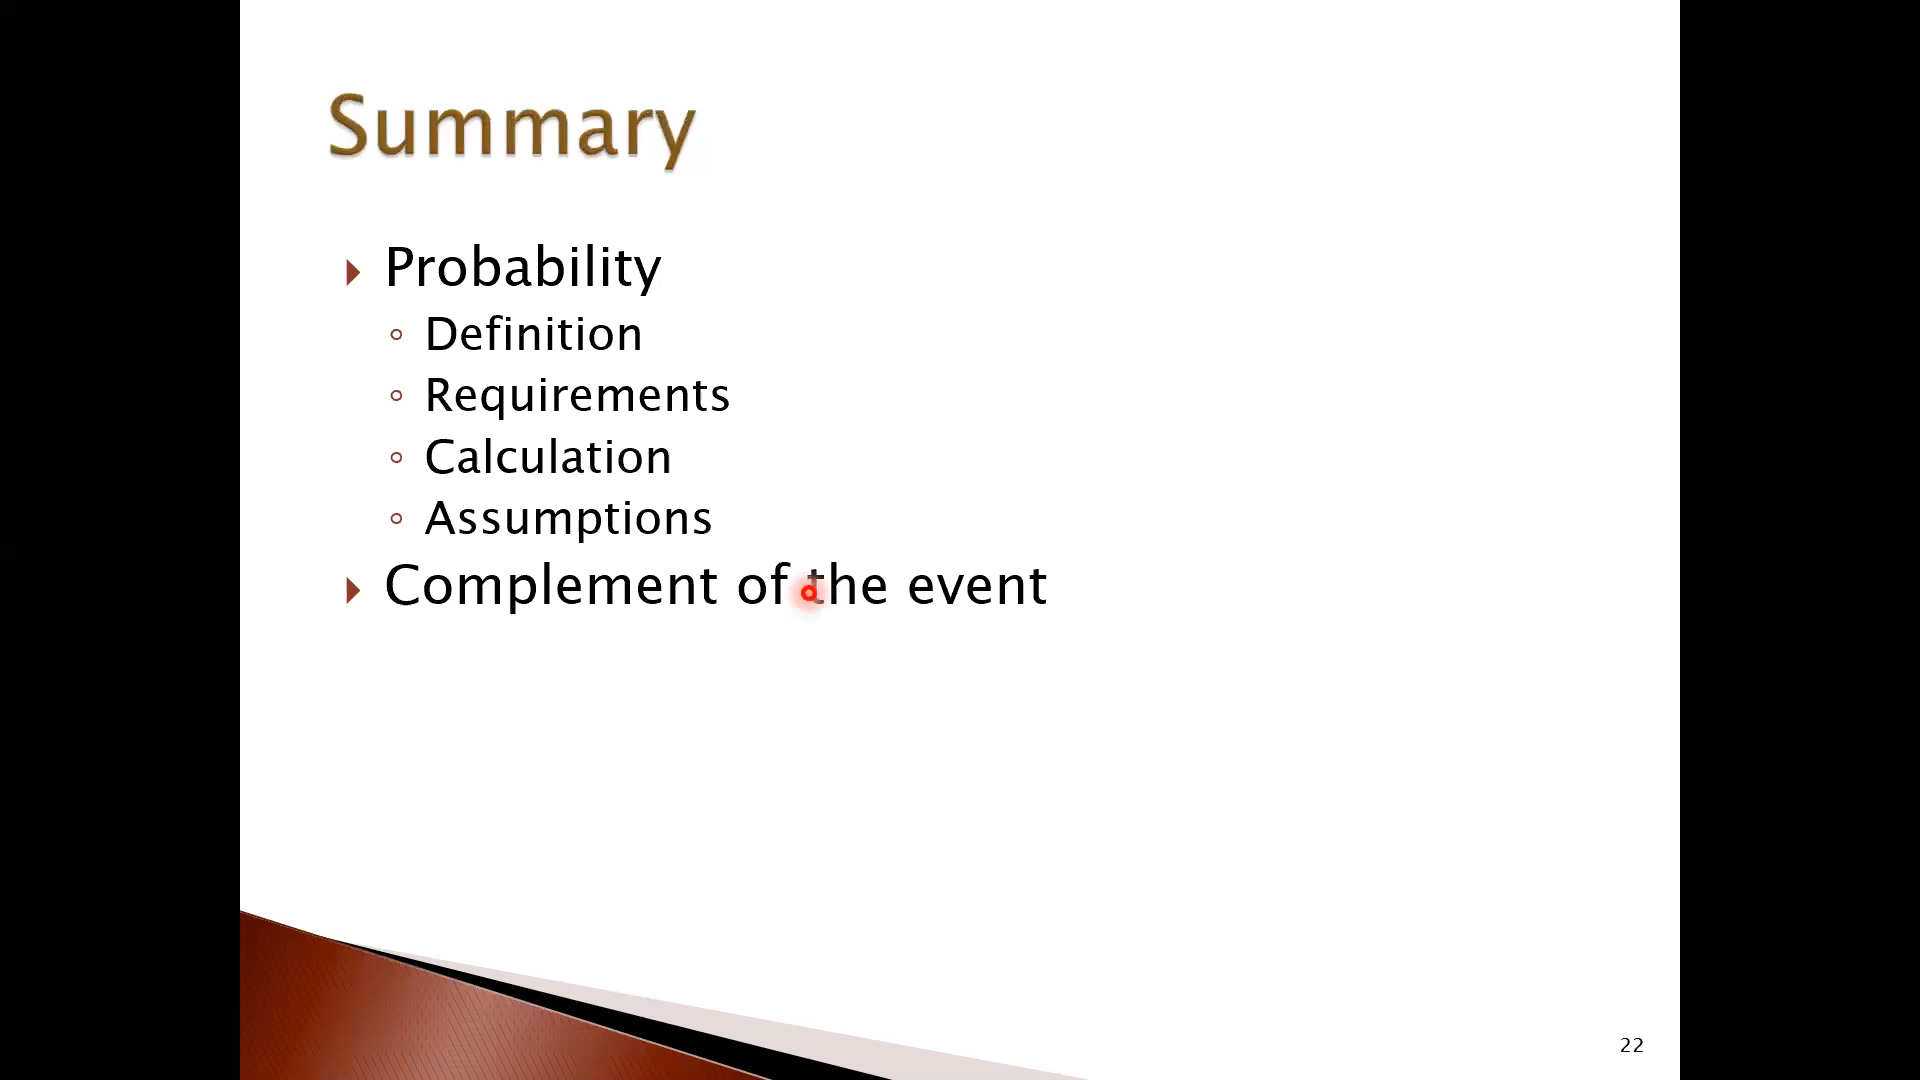 Summary
Probability
Definition
Requirements
Calculation
Assumptions
Complement of the event
22